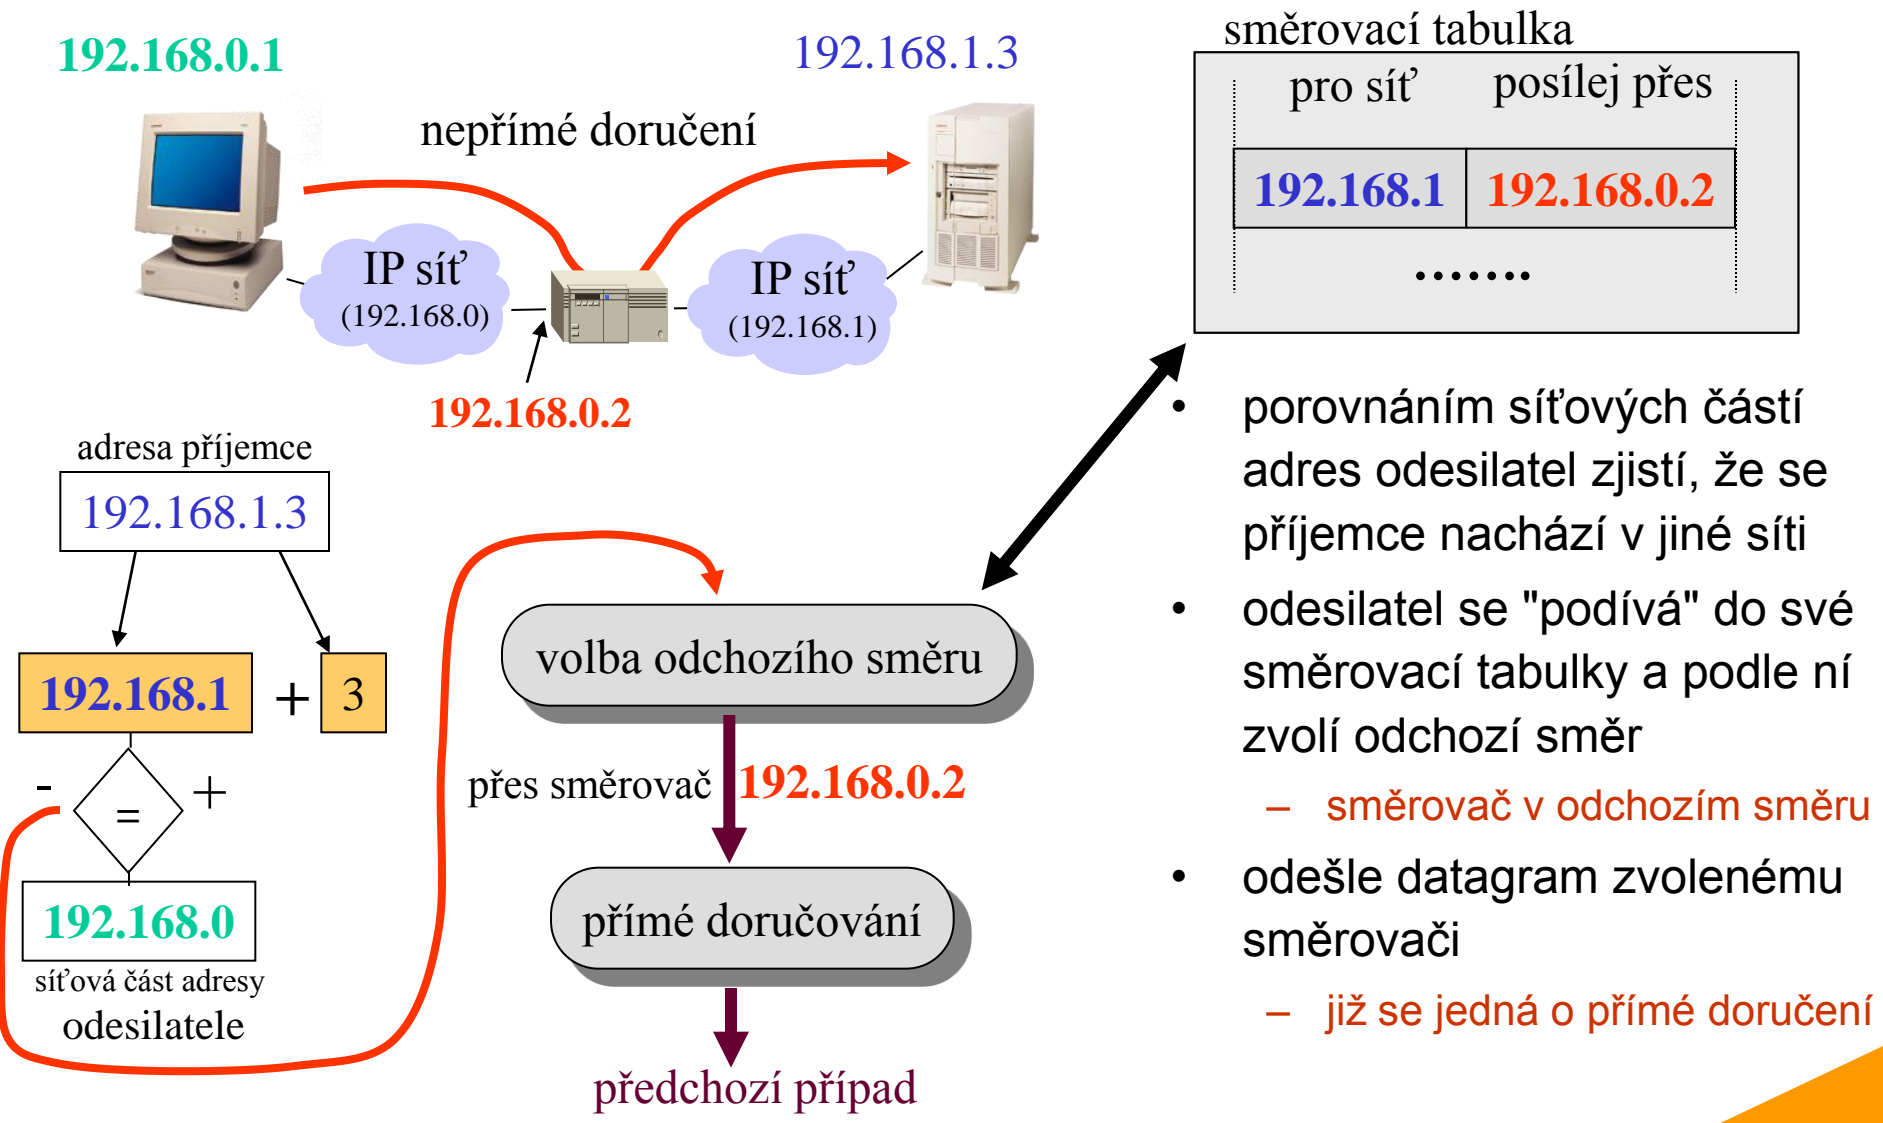 192.168.0.1
192.168.1.3
nepřímé doručení
IP síť
(192.168.0)
IP síť
(192.168.1)
192.168.0.2
směrovací tabulka
pro síť posílej přes
192.168.1 192.168.0.2
.......
adresa příjemce
192.168.1.3
192.168.1 + 3
- = +
192.168.0
síťová část adresy
odesilatele
volba odchozího směru
přes směrovač 192.168.0.2
přímé doručování
předchozí případ
• porovnáním síťových částí
adres odesilatel zjistí, že se
příjemce nachází v jiné síti
• odesilatel se "podívá" do své
směrovací tabulky a podle ní
zvolí odchozí směr
– směrovač v odchozím směru
• odešle datagram zvolenému
směrovači
– již se jedná o přímé doručení